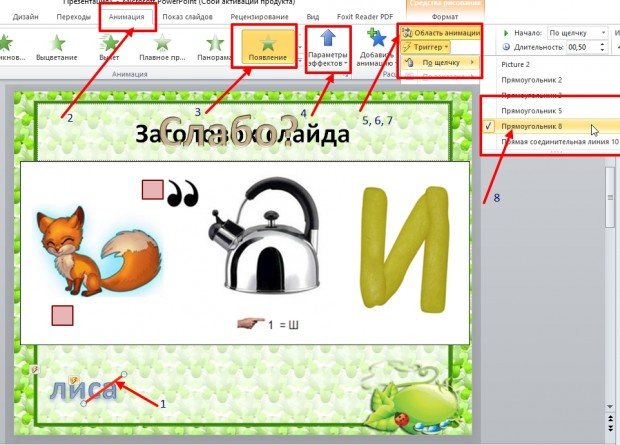 Презентация1 - Microsoft PowerPoint (Сбой активации продукта)
Дизайн Переходы Анимация Показ слайдов Рецензирование Вид Foxit Reader PDF Формат
Выцветание Вылет Плавное пр... Панорама Появление
Параметры эффектов
Добавить анимацию
Область анимации
Триггер
По щелчку
Начало: По щелчку
Длительность: 00,50
Анимация
Picture 2
Прямоугольник 2
Прямоугольник 5
Прямоугольник 8
Прямая соединительная линия 10
2
3
4
5, 6, 7
8
Слабо?
Заголовок слайда
И
1 = Ш
лиса
1